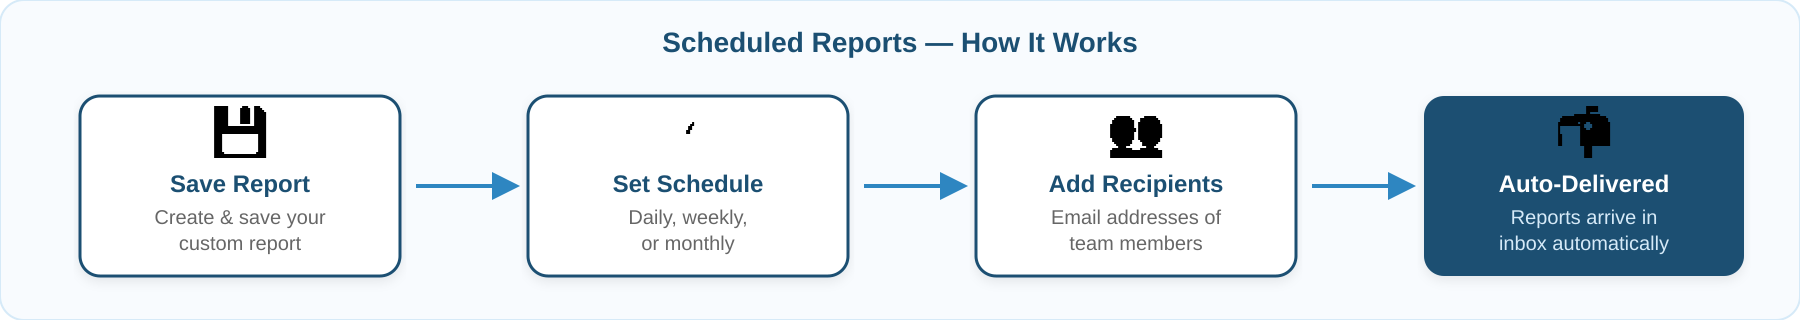 Scheduled Reports — How It Works
Save Report
Create & save your
custom report
Set Schedule
Daily, weekly,
or monthly
Add Recipients
Email addresses of
team members
Auto-Delivered
Reports arrive in
inbox automatically